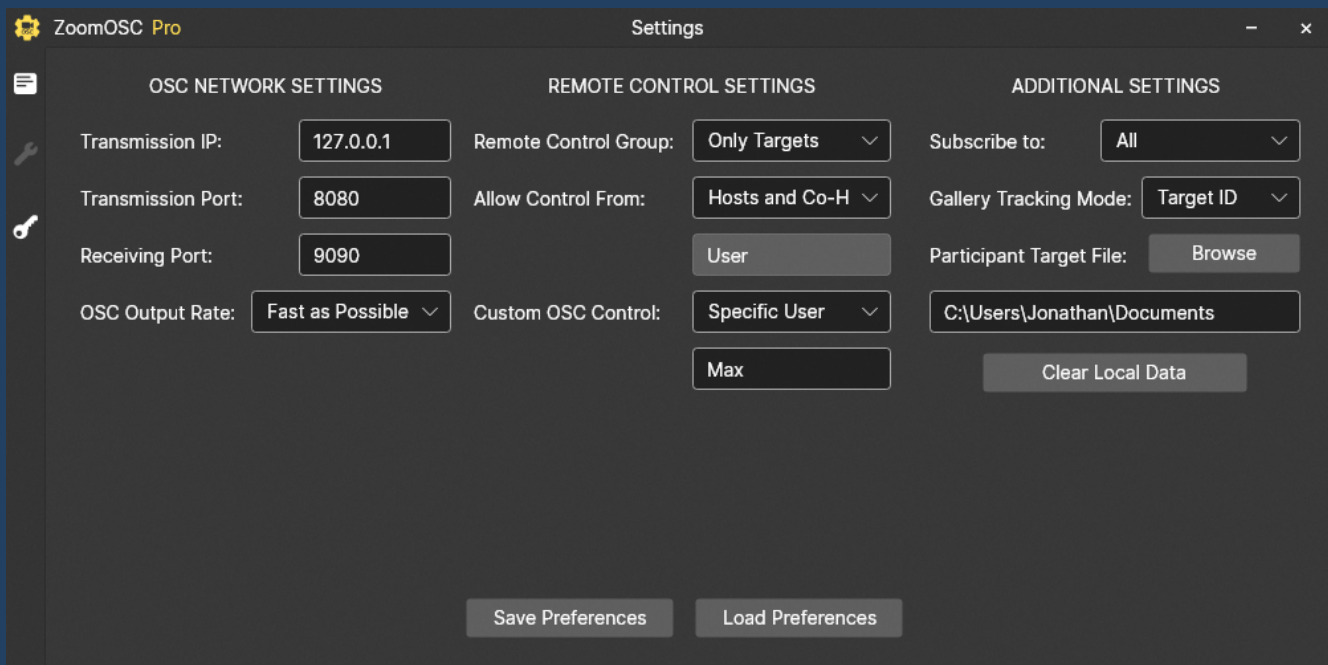 ZoomOSC Pro
Settings
OSC NETWORK SETTINGS
Transmission IP: 127.0.0.1
Transmission Port: 8080
Receiving Port: 9090
OSC Output Rate: Fast as Possible
REMOTE CONTROL SETTINGS
Remote Control Group: Only Targets
Allow Control From: Hosts and Co-H
User
Custom OSC Control: Specific User
Max
ADDITIONAL SETTINGS
Subscribe to: All
Gallery Tracking Mode: Target ID
Participant Target File: Browse
C:\Users\Jonathan\Documents
Clear Local Data
Save Preferences
Load Preferences